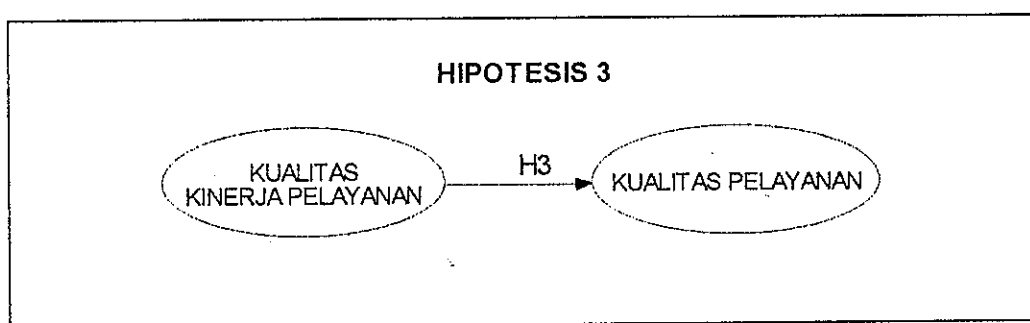 HIPOTESIS 3
KUALITAS
KINERJA PELAYANAN
H3
KUALITAS PELAYANAN